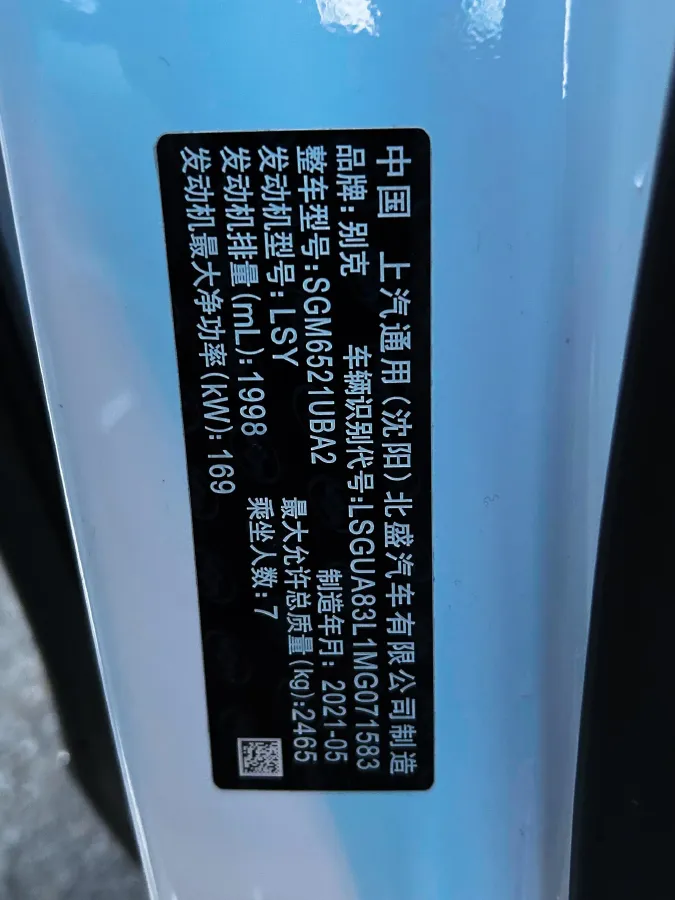 中国 上汽通用(沈阳)北盛汽车有限公司制造
品牌:别克 车辆识别代号:LSGUA83L1MG071583
整车型号:SGM6521UBA2 制造年月:2021-05
发动机型号:LSY 最大允许总质量(kg):2465
发动机排量(mL):1998 乘坐人数:7
发动机最大净功率(kW):169